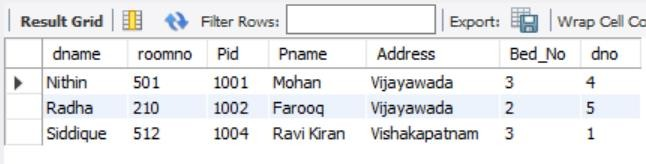 Result Grid Filter Rows: Export: Wrap Cell Co
dname roomno Pid Pname Address Bed_No dno
Nithin 501 1001 Mohan Vijayawada 3 4
Radha 210 1002 Farooq Vijayawada 2 5
Siddique 512 1004 Ravi Kiran Vishakapatnam 3 1